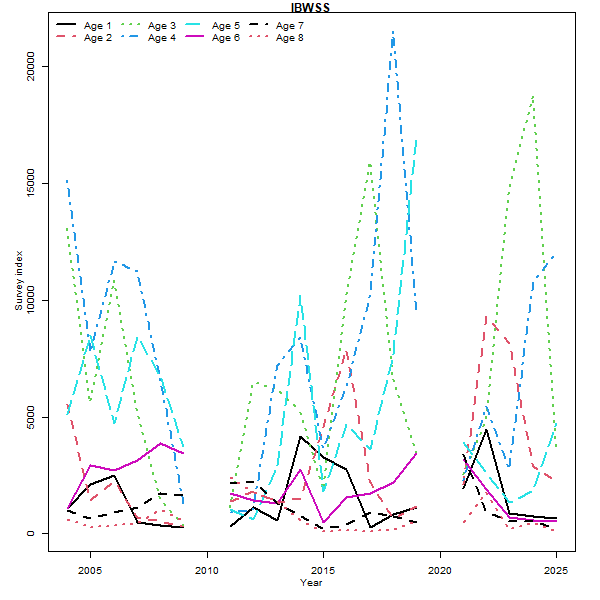 IBWSS
Age 1 Age 3 Age 5 Age 7
Age 2 Age 4 Age 6 Age 8
20000
15000
10000
5000
0
Survey index
2005 2010 2015 2020 2025
Year